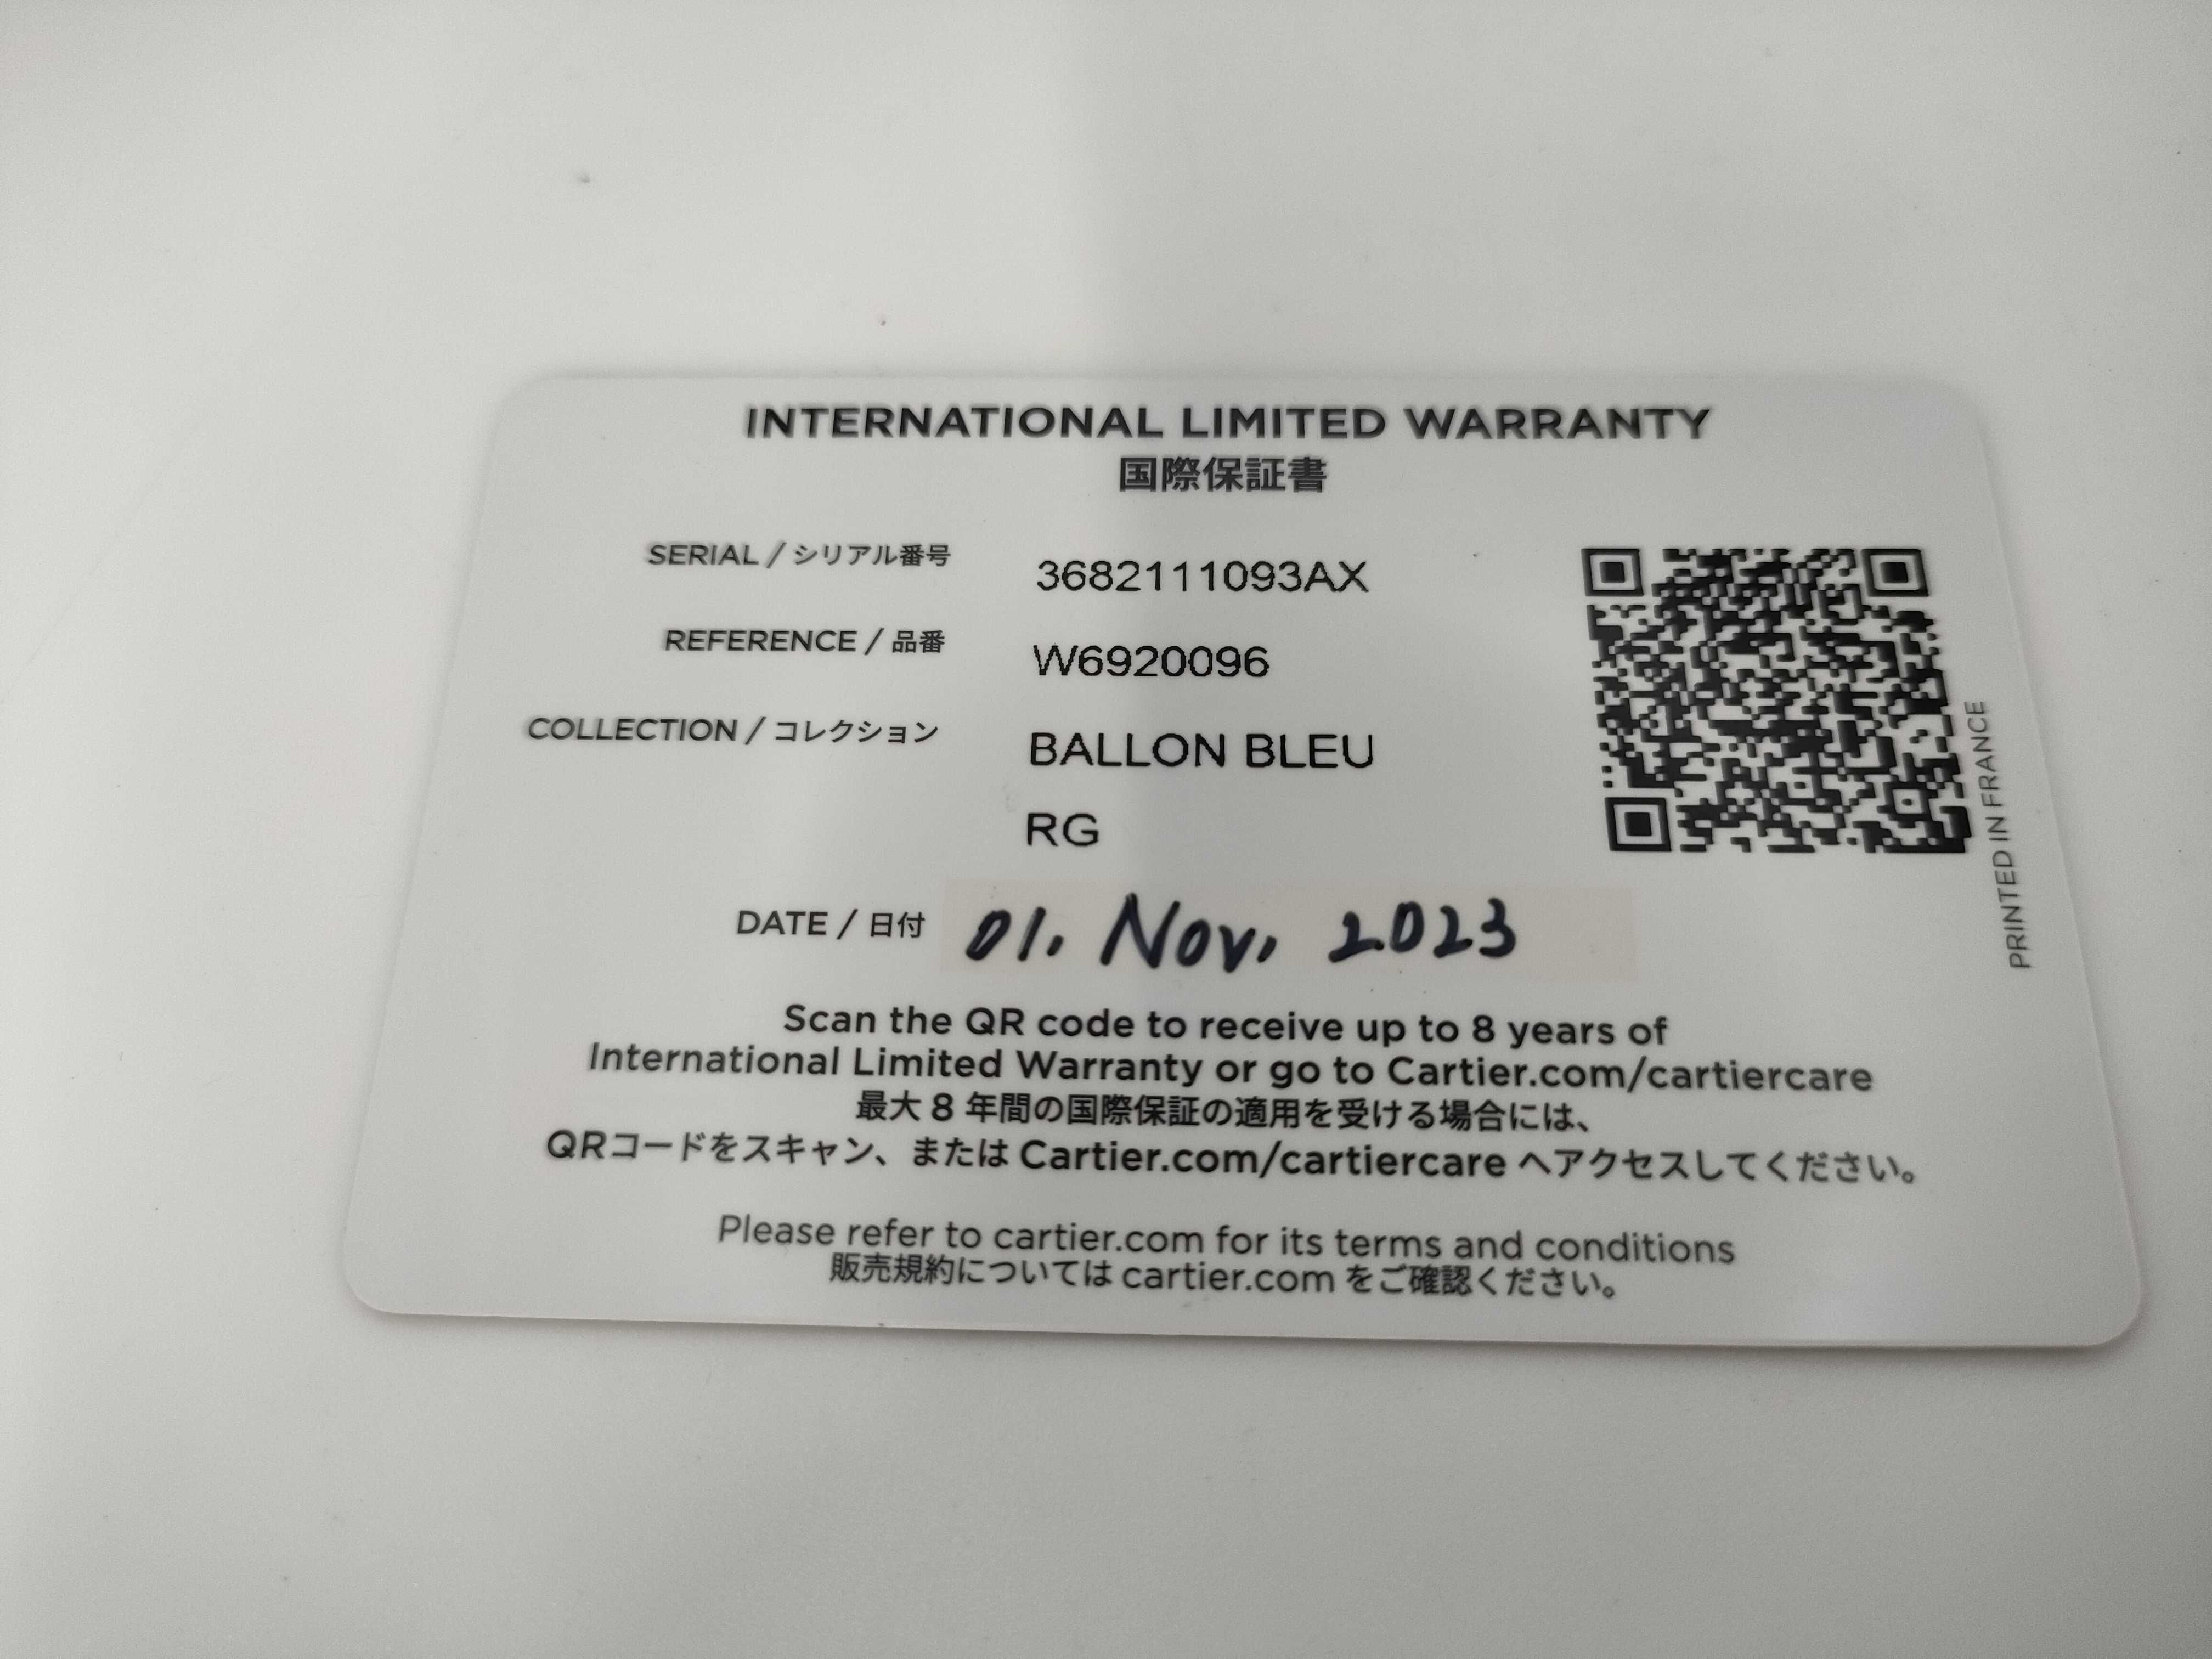 INTERNATIONAL LIMITED WARRANTY
国際保証書
SERIAL / シリアル番号 3682111093AX
REFERENCE / 品番 W6920096
COLLECTION / コレクション BALLON BLEU
RG
DATE / 日付 01. Nov. 2023
PRINTED IN FRANCE
Scan the QR code to receive up to 8 years of
International Limited Warranty or go to Cartier.com/cartiercare
最大 8 年間の国際保証の適用を受ける場合には、
QRコードをスキャン、または Cartier.com/cartiercare へアクセスしてください。
Please refer to cartier.com for its terms and conditions
販売規約については cartier.com をご確認ください。